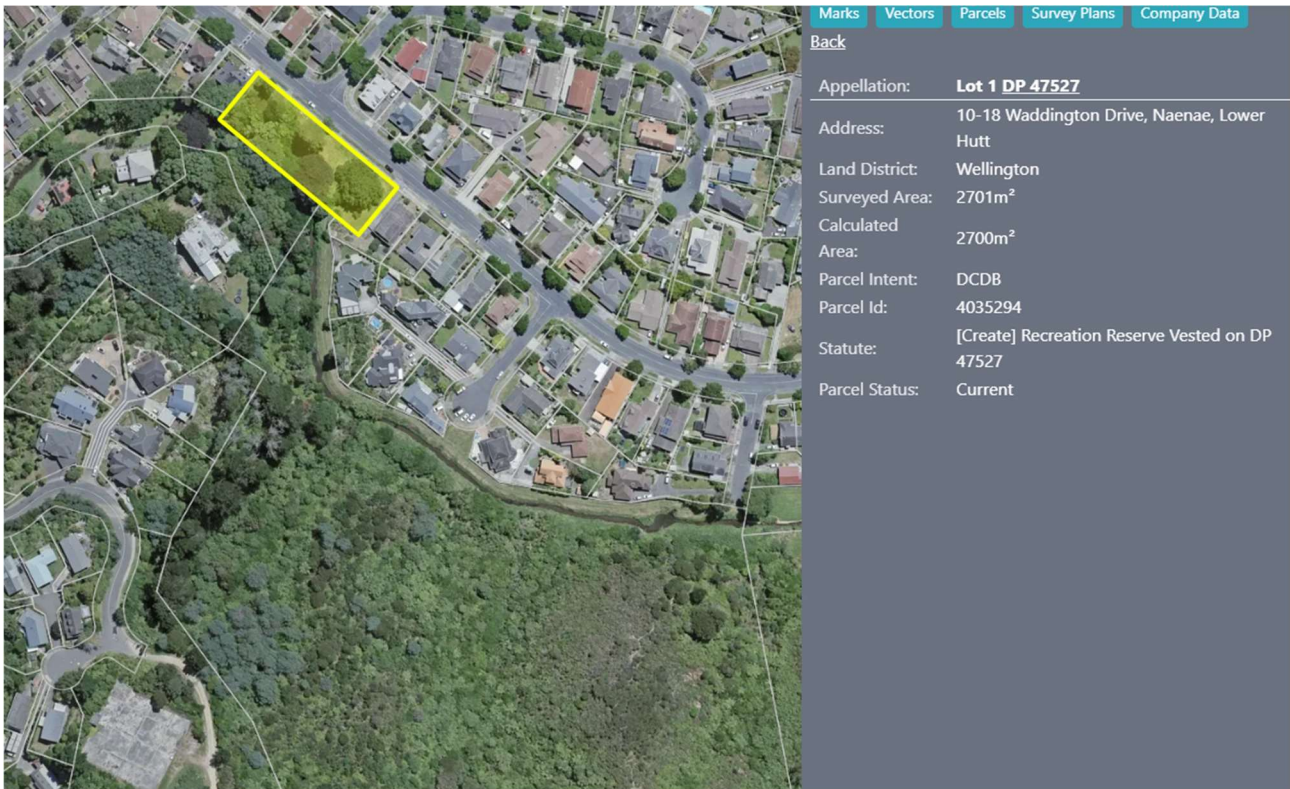 Marks Vectors Parcels Survey Plans Company Data
Back
Appellation: Lot 1 DP 47527
Address: 10-18 Waddington Drive, Naenae, Lower
Hutt
Land District: Wellington
Surveyed Area: 2701m²
Calculated
Area: 2700m²
Parcel Intent: DCDB
Parcel Id: 4035294
Statute: [Create] Recreation Reserve Vested on DP
47527
Parcel Status: Current